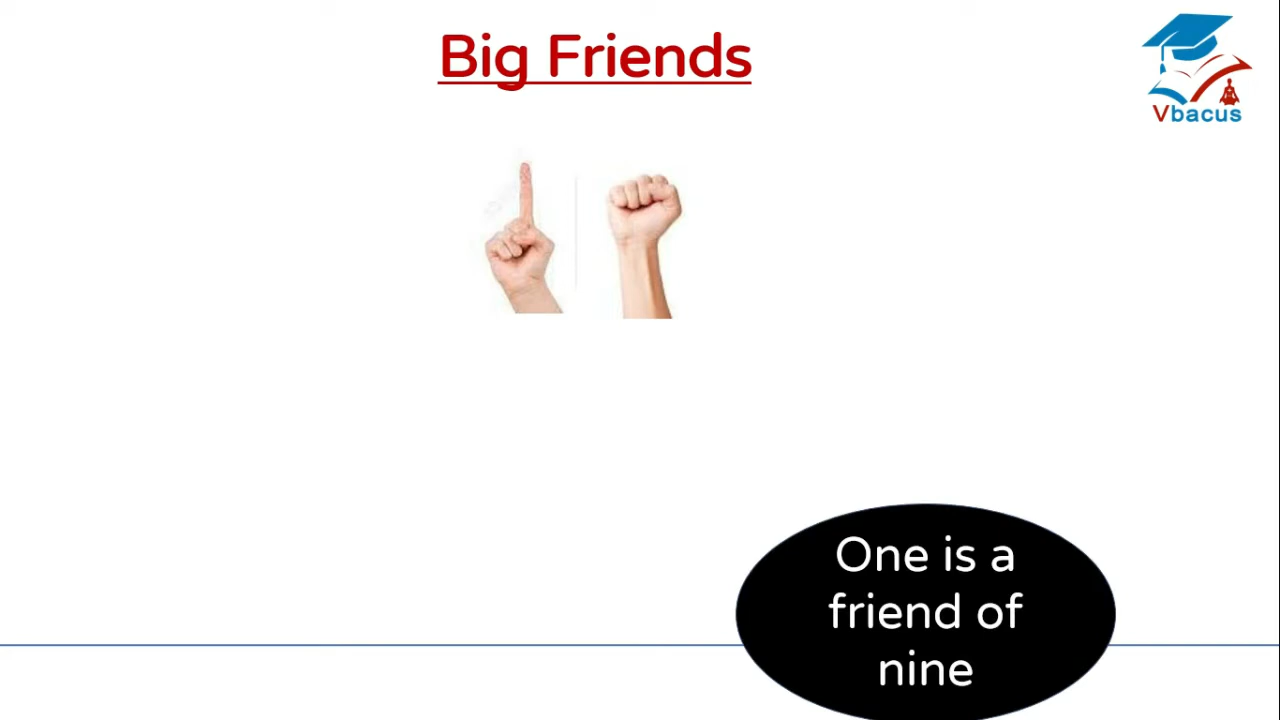 Big Friends
Vbacus
One is a
friend of
nine